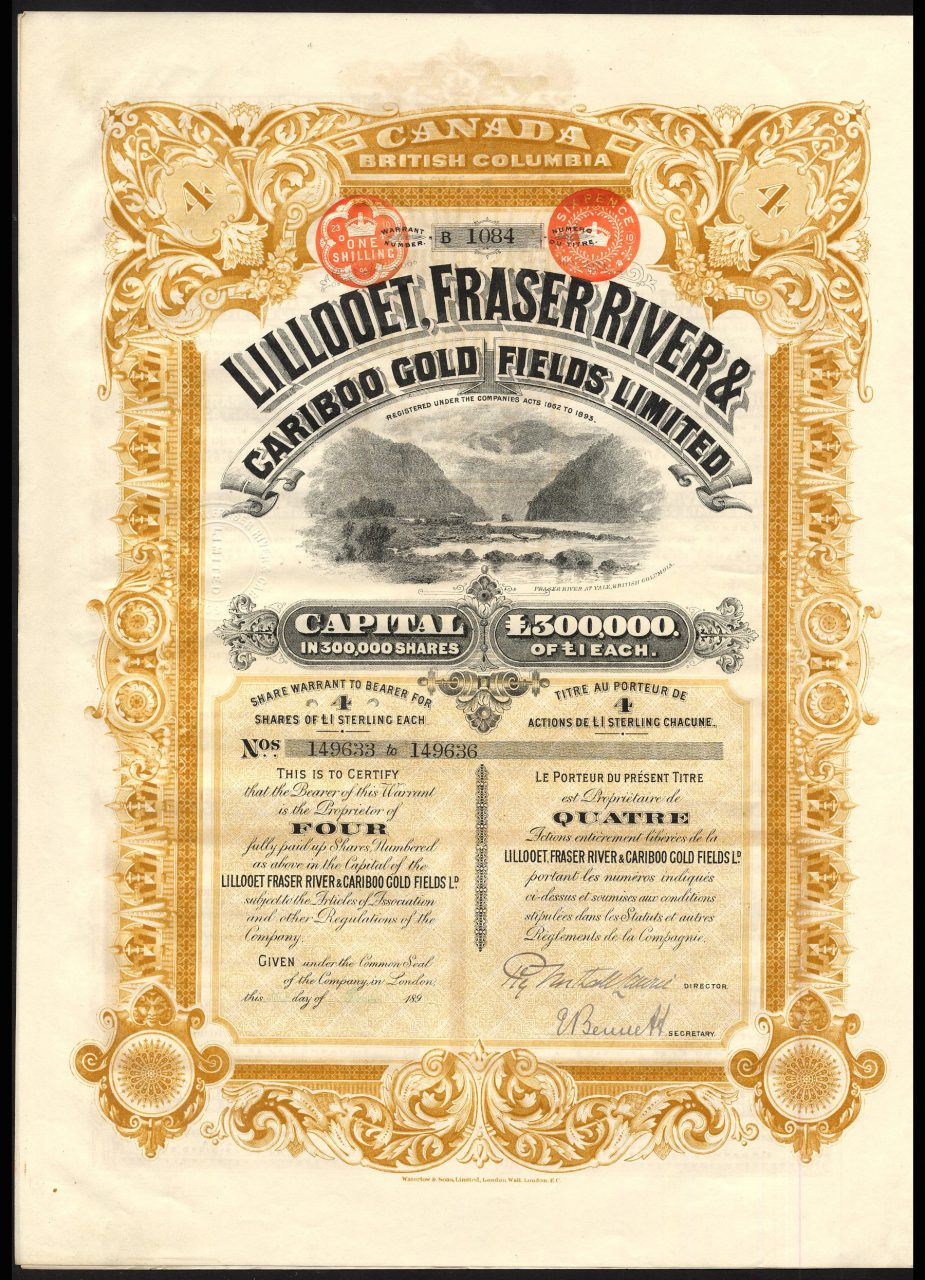 CANADA
BRITISH COLUMBIA
4
4
ONE
SHILLING
SIXPENCE
WARRANT
NUMBER.
B 1084
NUMÉRO
DU TITRE.
LILLOOET, FRASER RIVER &
CARIBOO GOLD FIELDS LIMITED
REGISTERED UNDER THE COMPANIES ACTS 1862 TO 1893.
FRASER RIVER AT YALE, BRITISH COLUMBIA.
CAPITAL
IN 300,000 SHARES
£300,000.
OF £1 EACH.
SHARE WARRANT TO BEARER FOR
4
SHARES OF £1 STERLING EACH
TITRE AU PORTEUR DE
4
ACTIONS DE £1 STERLING CHACUNE.,
Nos. 149633 to 149636
THIS IS TO CERTIFY
that the Bearer of this Warrant
is the Proprietor of
FOUR
fully paid up Shares, Numbered
as above in the Capital of the
LILLOOET FRASER RIVER & CARIBOO GOLD FIELDS LD.
subject to the Articles of Association
and other Regulations of the
Company.
GIVEN under the Common Seal
of the Company in London,
this day of 189
LE PORTEUR DU PRÉSENT TITRE
est Propriétaire de
QUATRE
Actions entièrement libérées de la
LILLOOET, FRASER RIVER & CARIBOO GOLD FIELDS LD.
portant les numéros indiqués
ci-dessus et soumises aux conditions
stipulées dans les Statuts et autres
Règlements de la Compagnie.
DIRECTOR.
E Bennett SECRETARY.
Waterlow & Sons, Limited, London Wall, London, E.C.